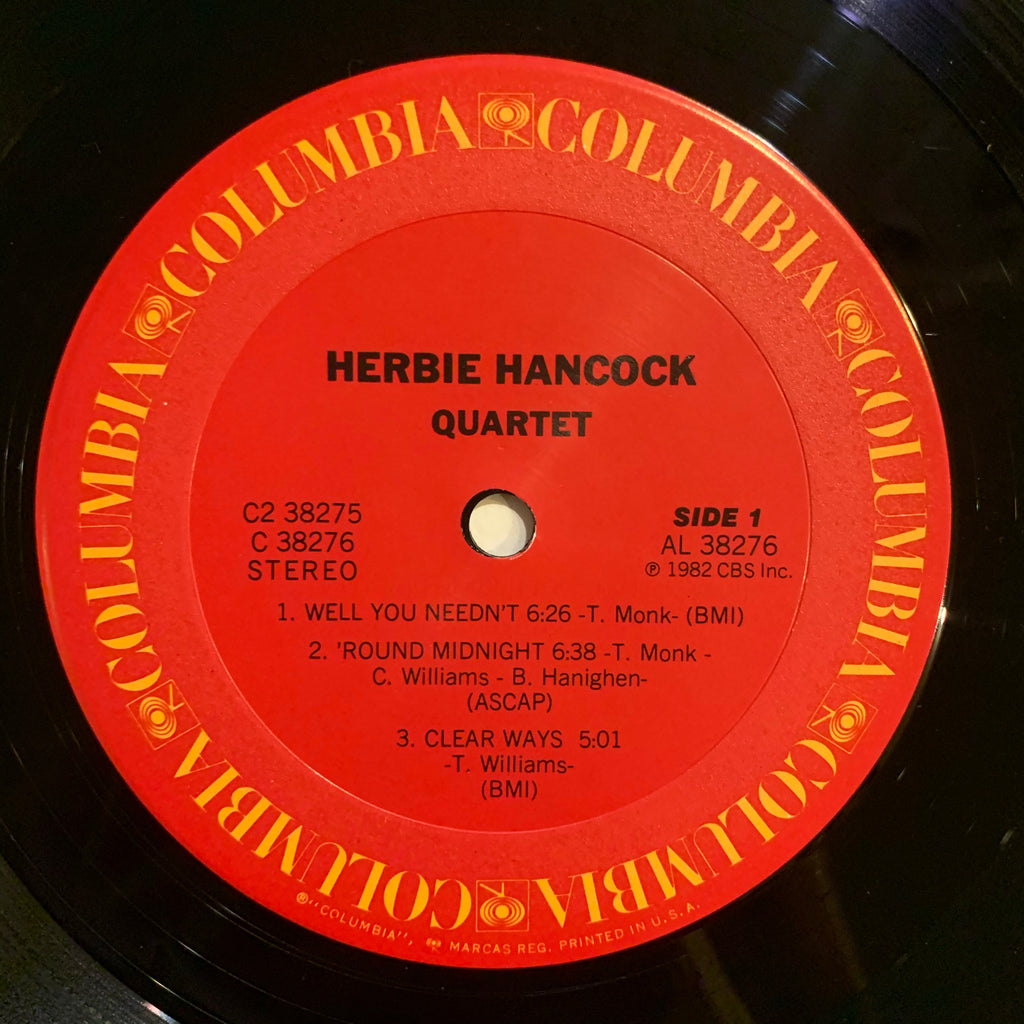 COLUMBIA COLUMBIA COLUMBIA COLUMBIA COLUMBIA COLUMBIA
HERBIE HANCOCK
QUARTET
C2 38275
C 38276
STEREO
SIDE 1
AL 38276
℗ 1982 CBS Inc.
1. WELL YOU NEEDN'T 6:26 -T. Monk- (BMI)
2. 'ROUND MIDNIGHT 6:38 -T. Monk -
C. Williams - B. Hanighen-
(ASCAP)
3. CLEAR WAYS 5:01
-T. Williams-
(BMI)
®"COLUMBIA", MARCAS REG. PRINTED IN U.S.A.